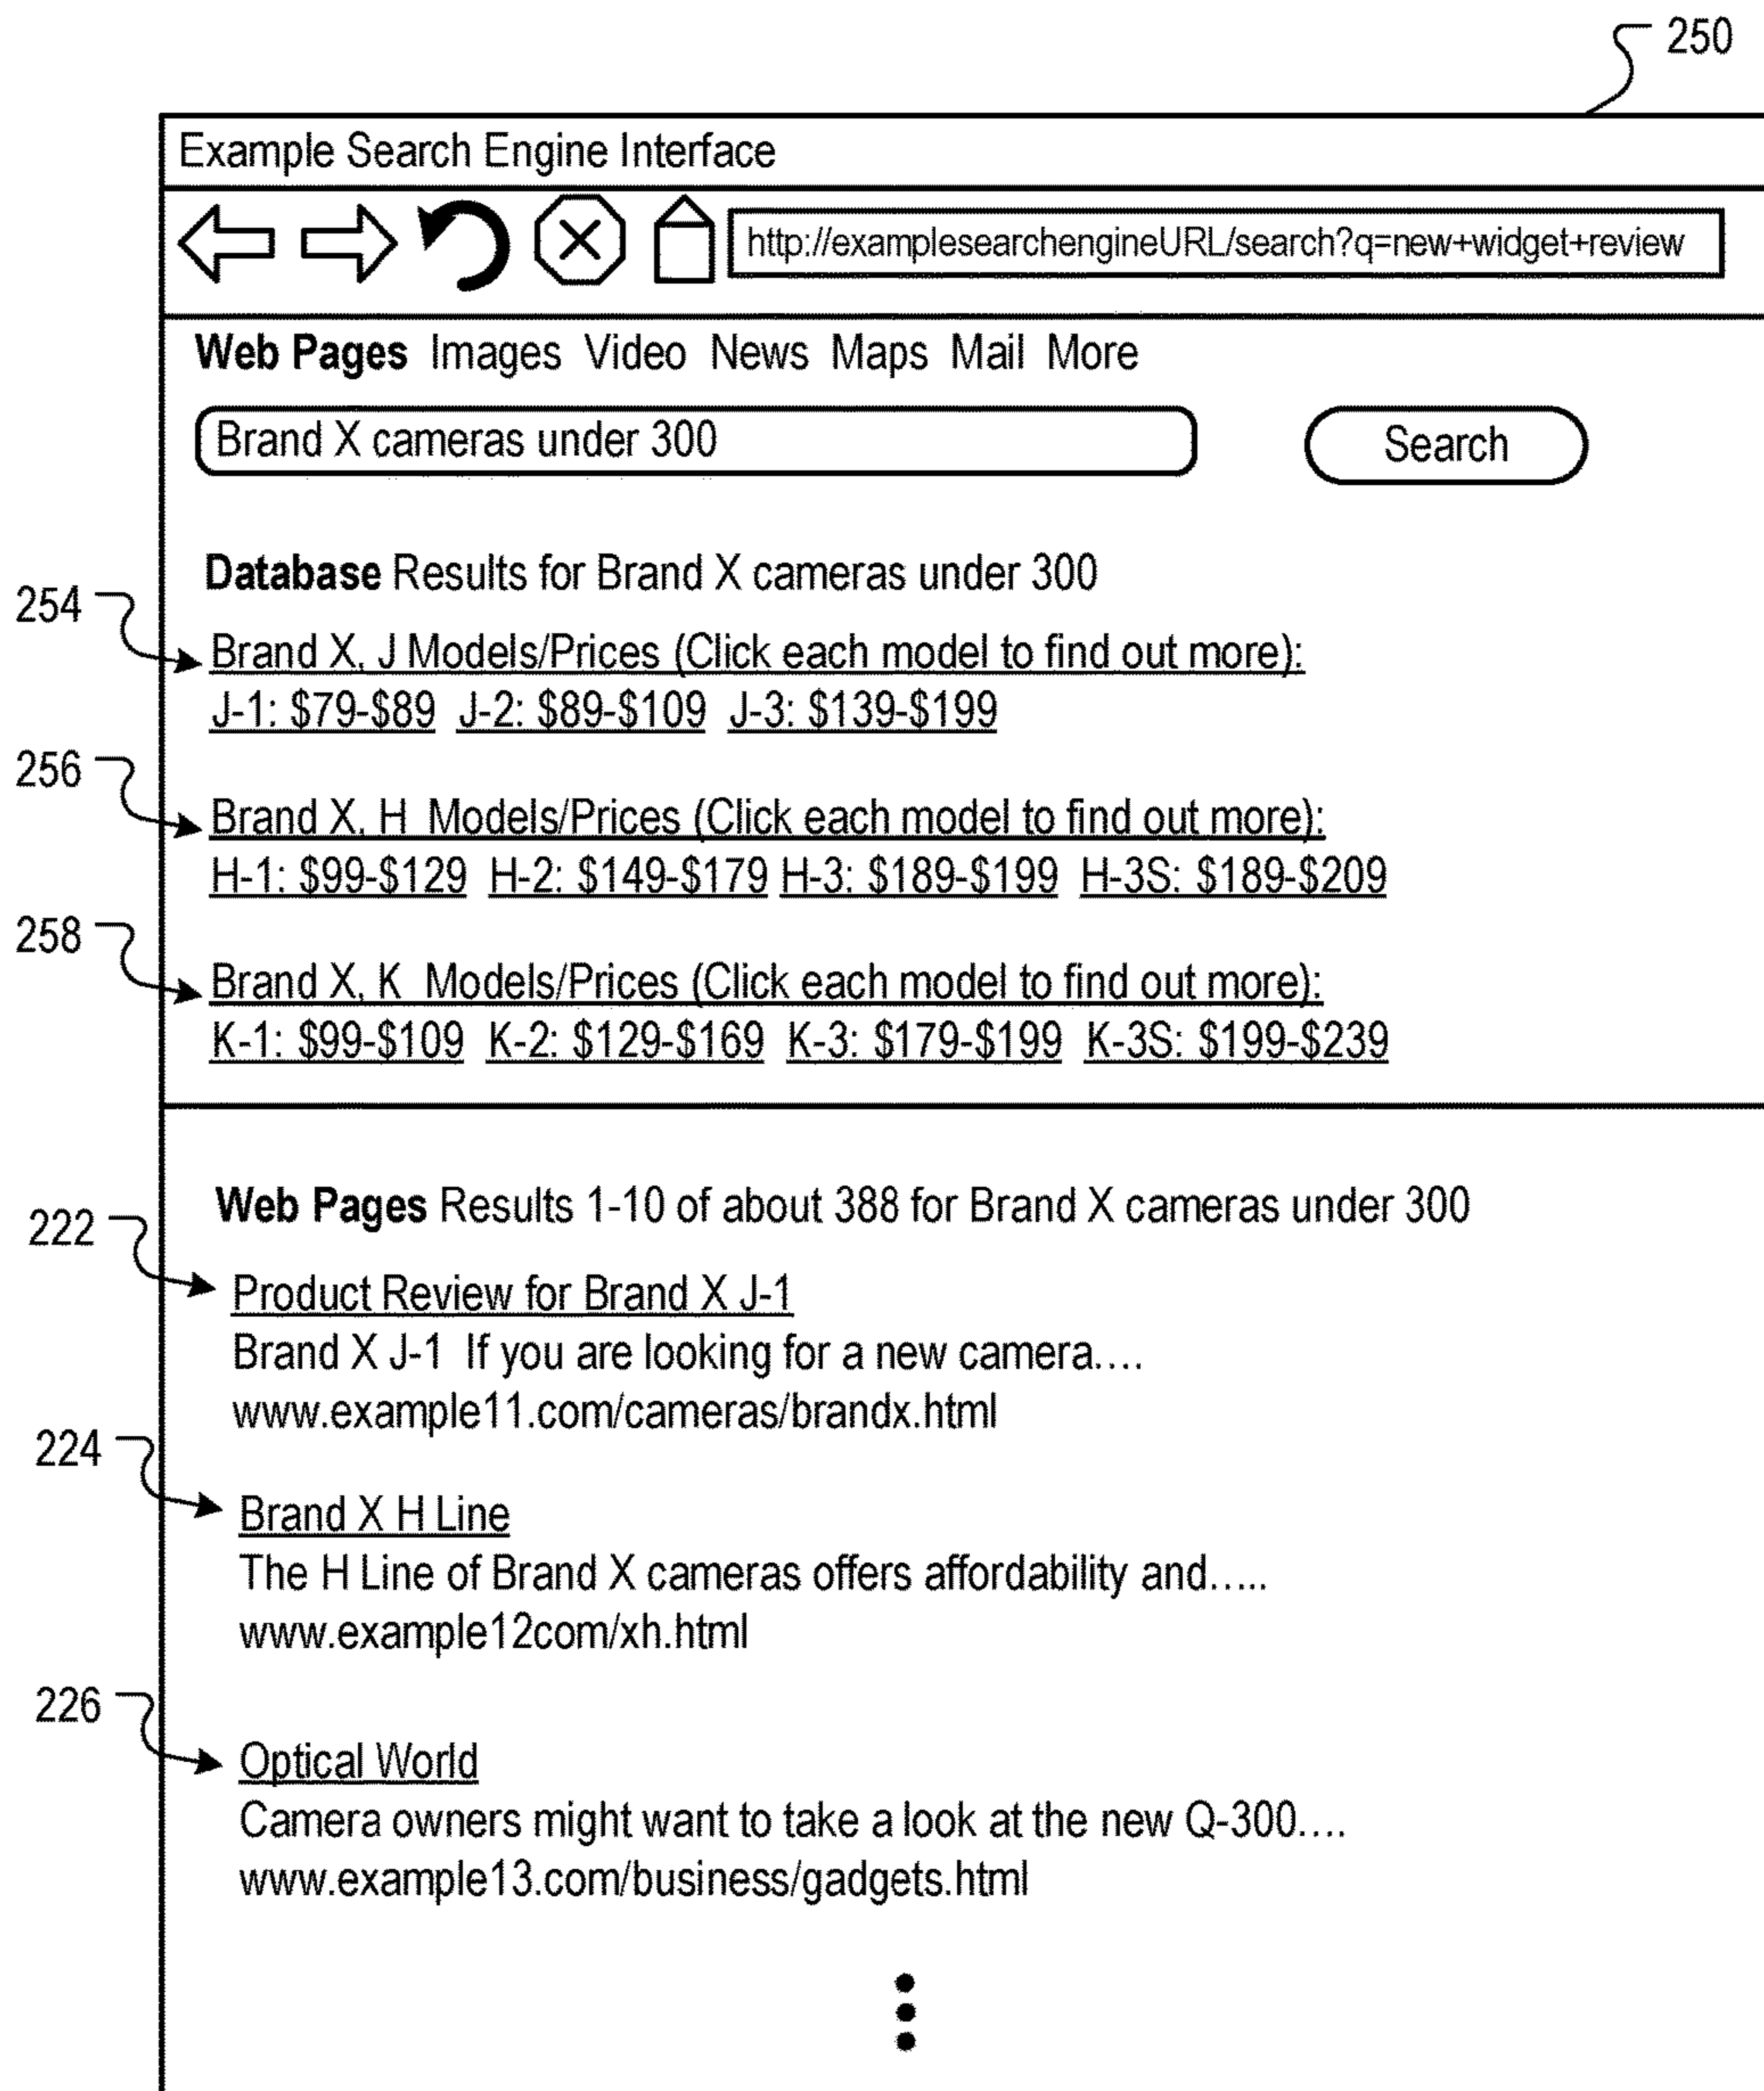 250
Example Search Engine Interface
http://examplesearchengineURL/search?q=new+widget+review
Web Pages Images Video News Maps Mail More
Brand X cameras under 300 Search
Database Results for Brand X cameras under 300
254
Brand X, J Models/Prices (Click each model to find out more):
J-1: $79-$89 J-2: $89-$109 J-3: $139-$199
256
Brand X, H Models/Prices (Click each model to find out more):
H-1: $99-$129 H-2: $149-$179 H-3: $189-$199 H-3S: $189-$209
258
Brand X, K Models/Prices (Click each model to find out more):
K-1: $99-$109 K-2: $129-$169 K-3: $179-$199 K-3S: $199-$239
Web Pages Results 1-10 of about 388 for Brand X cameras under 300
222
Product Review for Brand X J-1
Brand X J-1 If you are looking for a new camera....
www.example11.com/cameras/brandx.html
224
Brand X H Line
The H Line of Brand X cameras offers affordability and.....
www.example12com/xh.html
226
Optical World
Camera owners might want to take a look at the new Q-300....
www.example13.com/business/gadgets.html